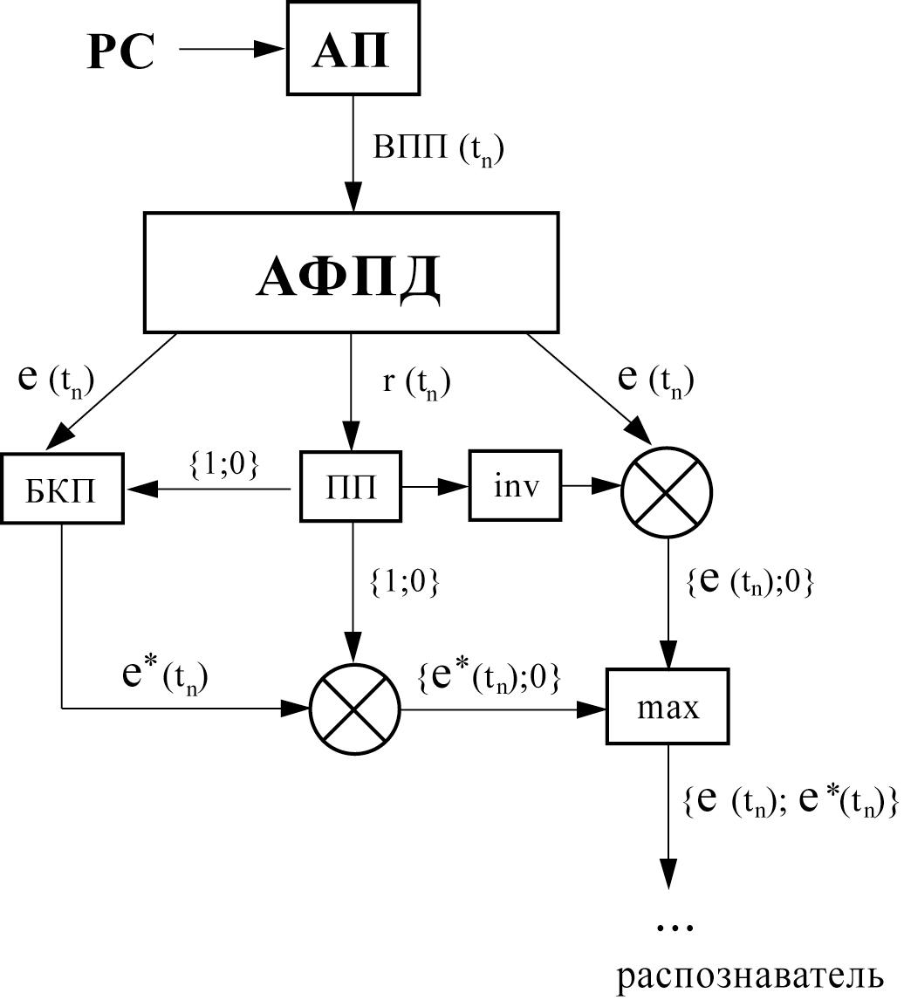 РС
АП
ВПП (tn)
АФПД
e (tn)
r (tn)
e (tn)
БКП
{1;0}
ПП
inv
{1;0}
{e (tn);0}
e*(tn)
{e*(tn);0}
max
{e (tn); e*(tn)}
...
распознаватель